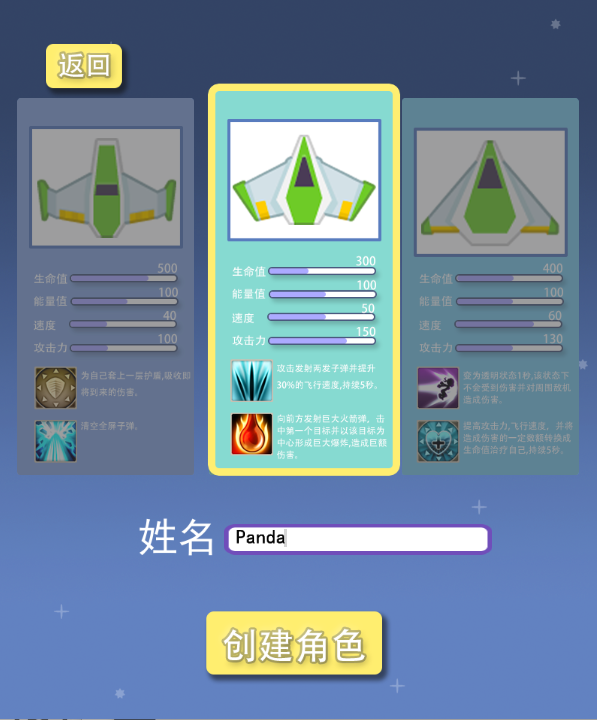 返回
500
生命值
100
能量值
40
速度
100
攻击力
为自己套上一层护盾,吸收即
将到来的伤害。
清空全屏子弹。
300
生命值
100
能量值
50
速度
150
攻击力
攻击发射两发子弹并提升
30%的飞行速度,持续5秒。
向前方发射巨大火箭弹，击
中第一个目标并以该目标为
中心形成巨大爆炸,造成巨额
伤害。
400
生命值
100
能量值
60
速度
130
攻击力
变为透明状态1秒,该状态下
不会受到伤害并对周围敌机
造成伤害。
提高攻击力,飞行速度，并将
造成伤害的一定数额转换成
生命值治疗自己,持续5秒。
姓名
Panda
创建角色